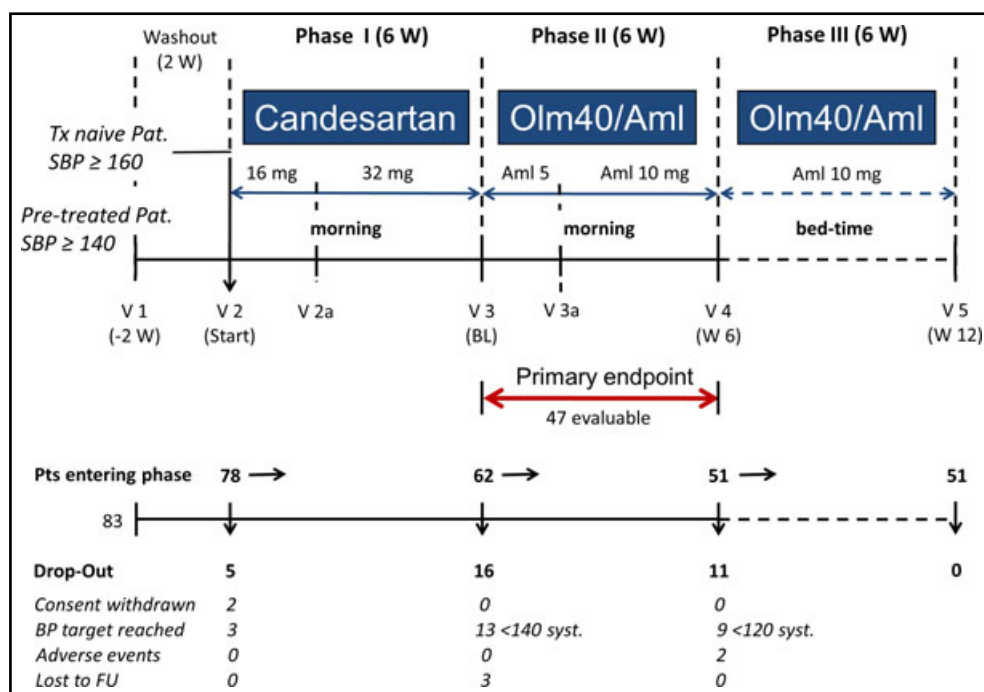 Washout
(2 W)
Phase I (6 W)
Phase II (6 W)
Phase III (6 W)
Candesartan
Olm40/Aml
Olm40/Aml
Tx naive Pat.
SBP ≥ 160
16 mg
32 mg
Aml 5
Aml 10 mg
Aml 10 mg
Pre-treated Pat.
SBP ≥ 140
morning
morning
bed-time
V 1
(-2 W)
V 2
(Start)
V 2a
V 3
(BL)
V 3a
V 4
(W 6)
V 5
(W 12)
Primary endpoint
47 evaluable
Pts entering phase 78 62 51 51
83
Drop-Out 5 16 11 0
Consent withdrawn 2 0 0
BP target reached 3 13 <140 syst. 9 <120 syst.
Adverse events 0 0 2
Lost to FU 0 3 0